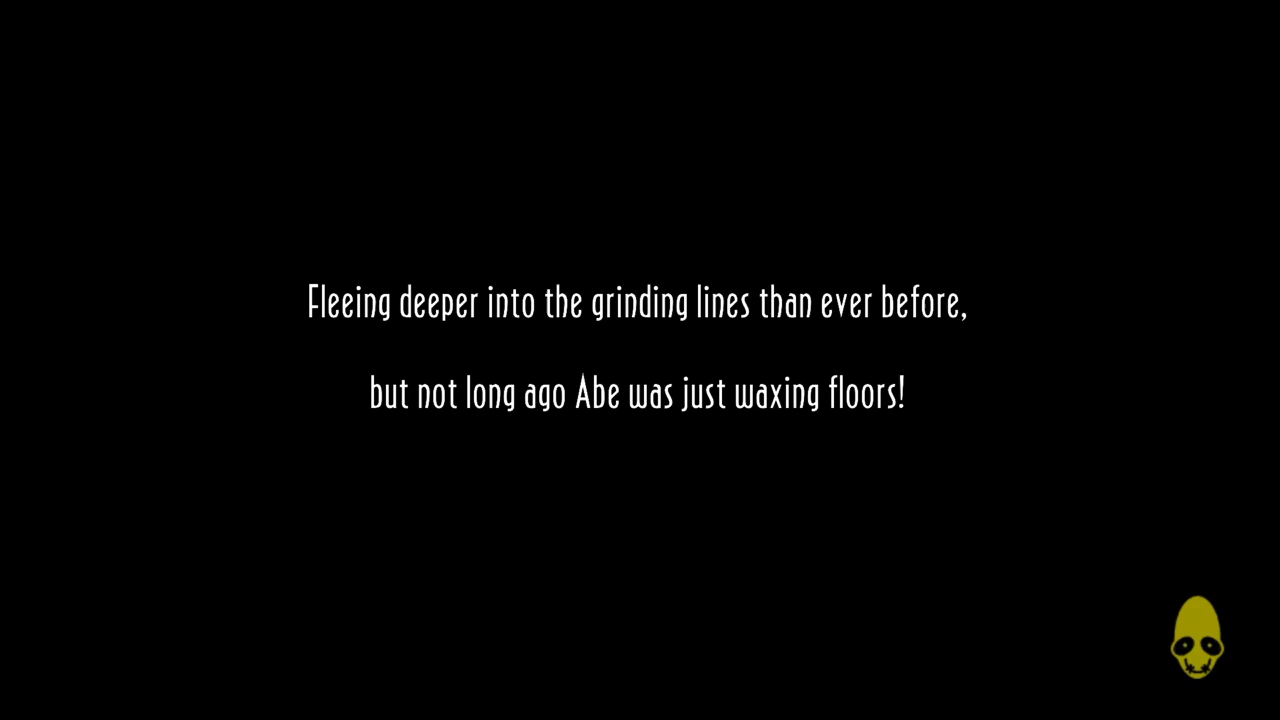 Fleeing deeper into the grinding lines than ever before,
but not long ago Abe was just waxing floors!